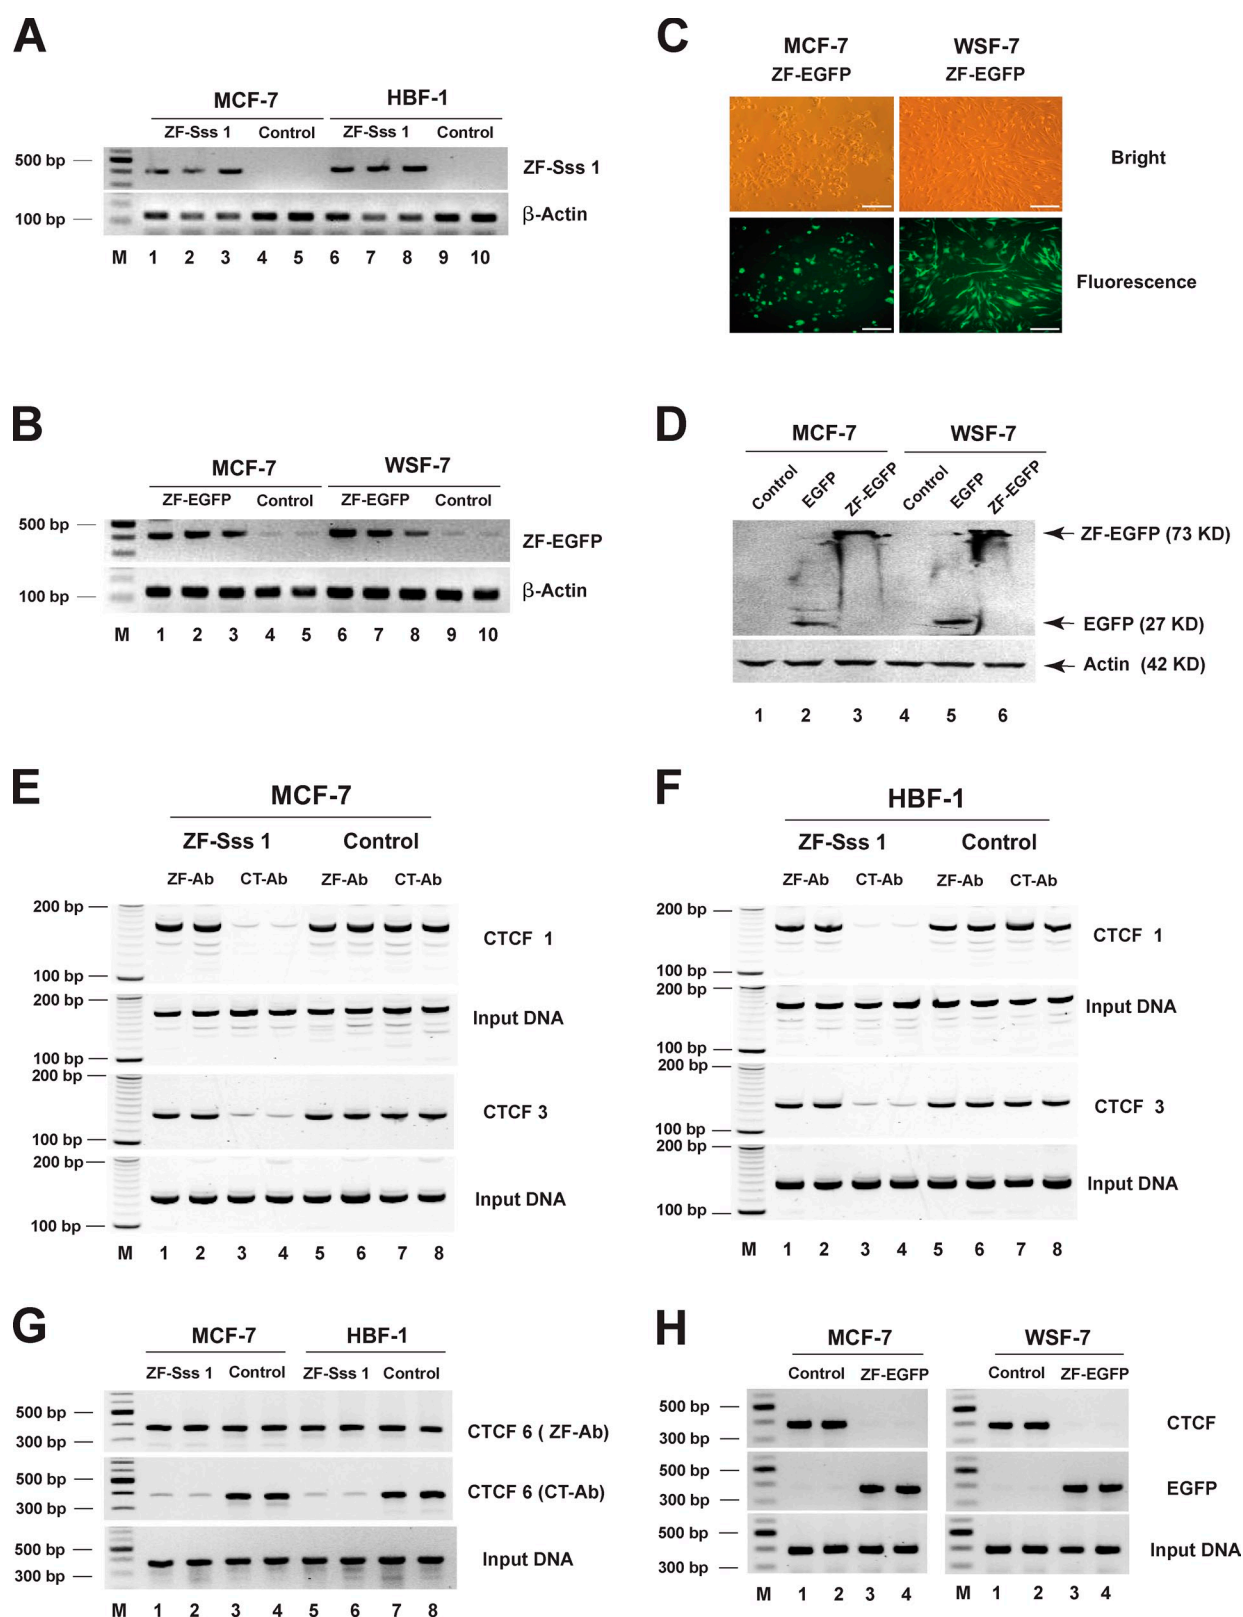 A
MCF-7 HBF-1
ZF-Sss 1 Control ZF-Sss 1 Control
500 bp ZF-Sss 1
100 bp β-Actin
M 1 2 3 4 5 6 7 8 9 10
B
MCF-7 WSF-7
ZF-EGFP Control ZF-EGFP Control
500 bp ZF-EGFP
100 bp β-Actin
M 1 2 3 4 5 6 7 8 9 10
C
MCF-7 WSF-7
ZF-EGFP ZF-EGFP
Bright
Fluorescence
D
MCF-7 WSF-7
Control EGFP ZF-EGFP Control EGFP ZF-EGFP
ZF-EGFP (73 KD)
EGFP (27 KD)
Actin (42 KD)
1 2 3 4 5 6
E
MCF-7
ZF-Sss 1 Control
ZF-Ab CT-Ab ZF-Ab CT-Ab
200 bp
CTCF 1
100 bp
200 bp
Input DNA
100 bp
200 bp
CTCF 3
100 bp
200 bp
Input DNA
100 bp
M 1 2 3 4 5 6 7 8
F
HBF-1
ZF-Sss 1 Control
ZF-Ab CT-Ab ZF-Ab CT-Ab
200 bp
CTCF 1
100 bp
200 bp
Input DNA
100 bp
200 bp
CTCF 3
100 bp
200 bp
Input DNA
100 bp
M 1 2 3 4 5 6 7 8
G
MCF-7 HBF-1
ZF-Sss 1 Control ZF-Sss 1 Control
500 bp
CTCF 6 ( ZF-Ab)
300 bp
500 bp
CTCF 6 (CT-Ab)
300 bp
500 bp
Input DNA
300 bp
M 1 2 3 4 5 6 7 8
H
MCF-7 WSF-7
Control ZF-EGFP Control ZF-EGFP
500 bp
CTCF
300 bp
500 bp
EGFP
300 bp
500 bp
Input DNA
300 bp
M 1 2 3 4 M 1 2 3 4